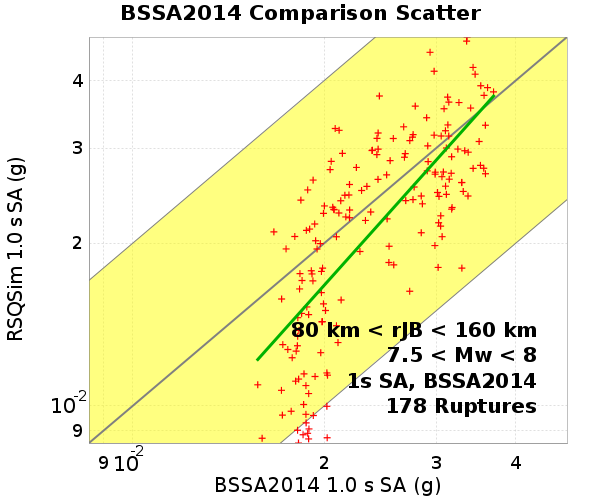 BSSA2014 Comparison Scatter
RSQSim 1.0 s SA (g)
4
3
2
10-2
9
80 km < rJB < 160 km
7.5 < Mw < 8
1s SA, BSSA2014
178 Ruptures
9 10-2 2 3 4
BSSA2014 1.0 s SA (g)